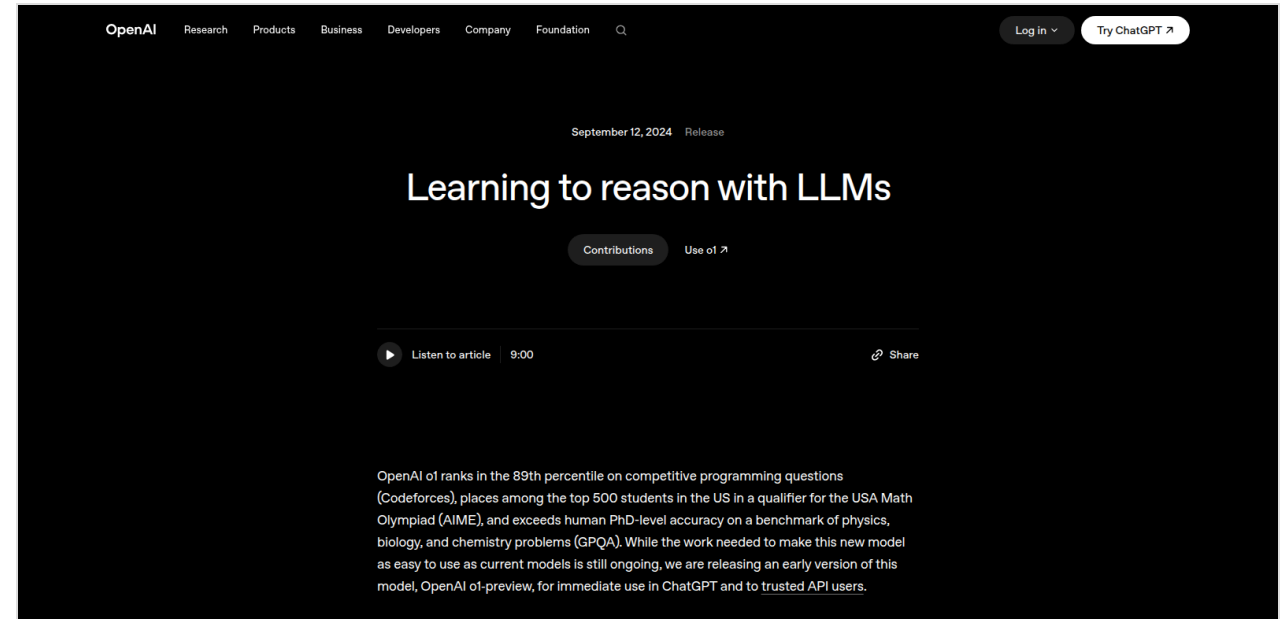 OpenAI Research Products Business Developers Company Foundation Log in Try ChatGPT ↗
September 12, 2024 Release
Learning to reason with LLMs
Contributions Use o1 ↗
Listen to article 9:00 Share
OpenAI o1 ranks in the 89th percentile on competitive programming questions
(Codeforces), places among the top 500 students in the US in a qualifier for the USA Math
Olympiad (AIME), and exceeds human PhD-level accuracy on a benchmark of physics,
biology, and chemistry problems (GPQA). While the work needed to make this new model
as easy to use as current models is still ongoing, we are releasing an early version of this
model, OpenAI o1-preview, for immediate use in ChatGPT and to trusted API users.